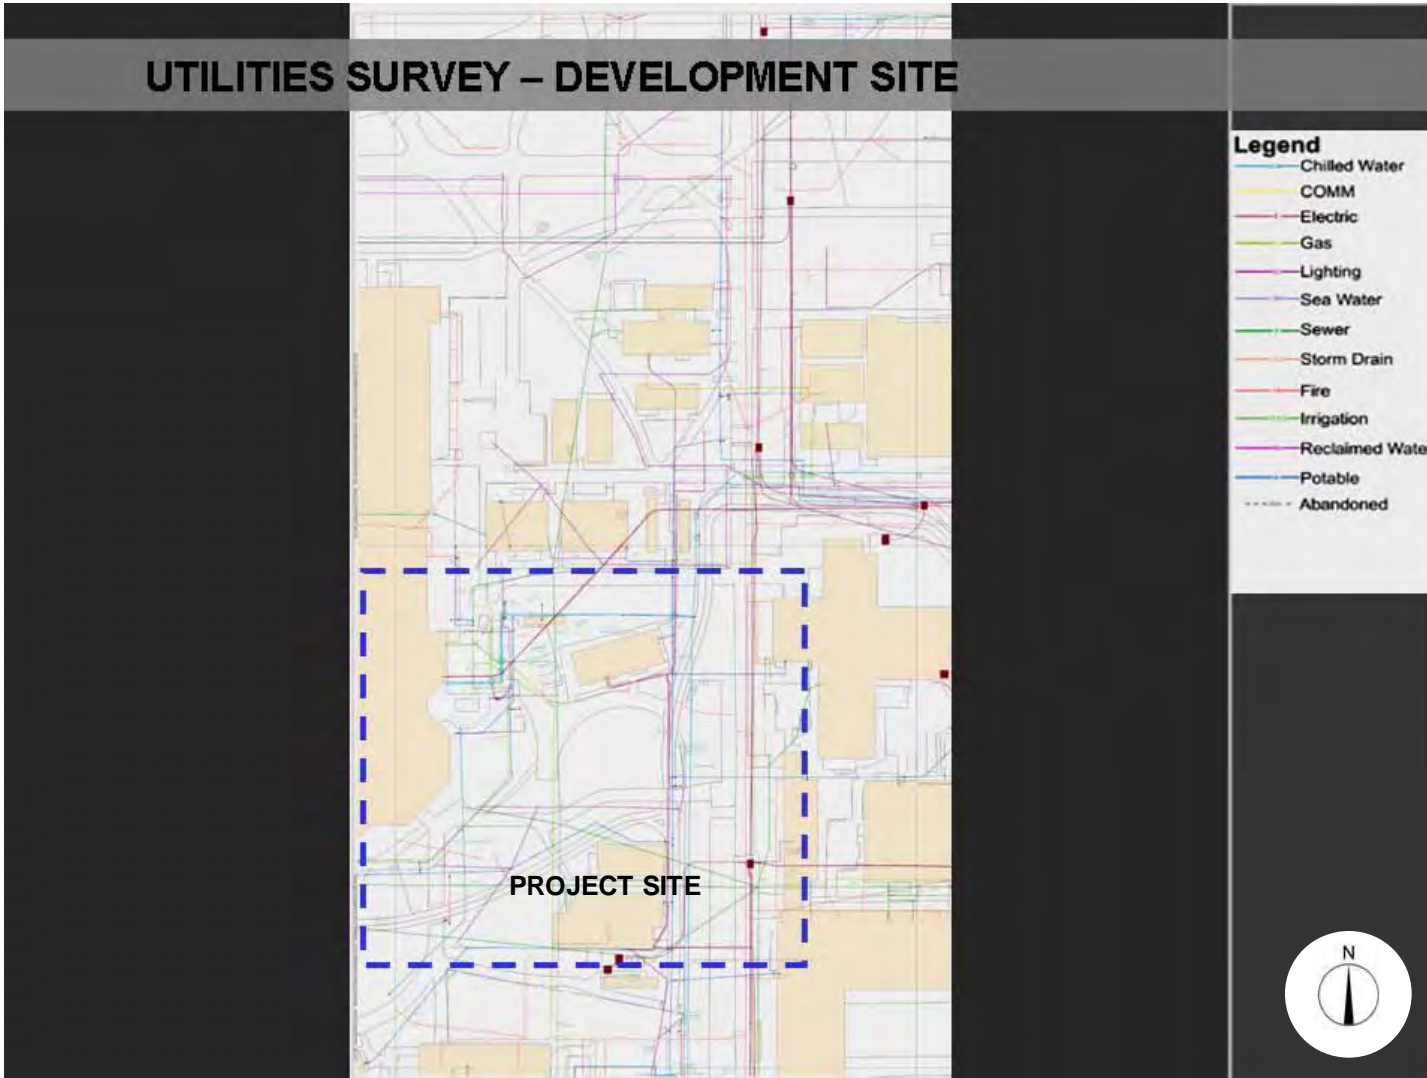 UTILITIES SURVEY – DEVELOPMENT SITE
Legend
Chilled Water
COMM
Electric
Gas
Lighting
Sea Water
Sewer
Storm Drain
Fire
Irrigation
Reclaimed Wate
Potable
Abandoned
PROJECT SITE
N